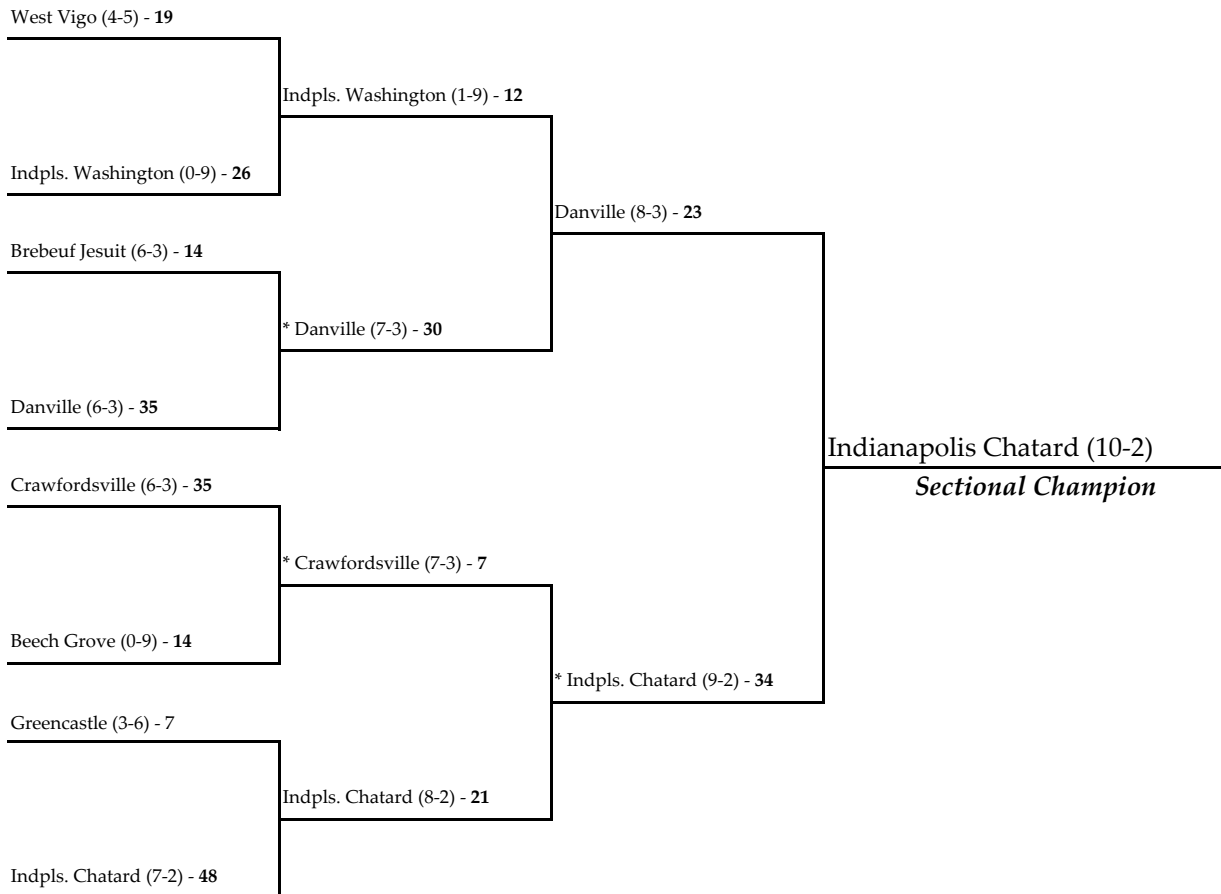 West Vigo (4-5) - 19
Indpls. Washington (1-9) - 12
Indpls. Washington (0-9) - 26
Danville (8-3) - 23
Brebeuf Jesuit (6-3) - 14
* Danville (7-3) - 30
Danville (6-3) - 35
Indianapolis Chatard (10-2)
Sectional Champion
Crawfordsville (6-3) - 35
* Crawfordsville (7-3) - 7
Beech Grove (0-9) - 14
* Indpls. Chatard (9-2) - 34
Greencastle (3-6) - 7
Indpls. Chatard (8-2) - 21
Indpls. Chatard (7-2) - 48